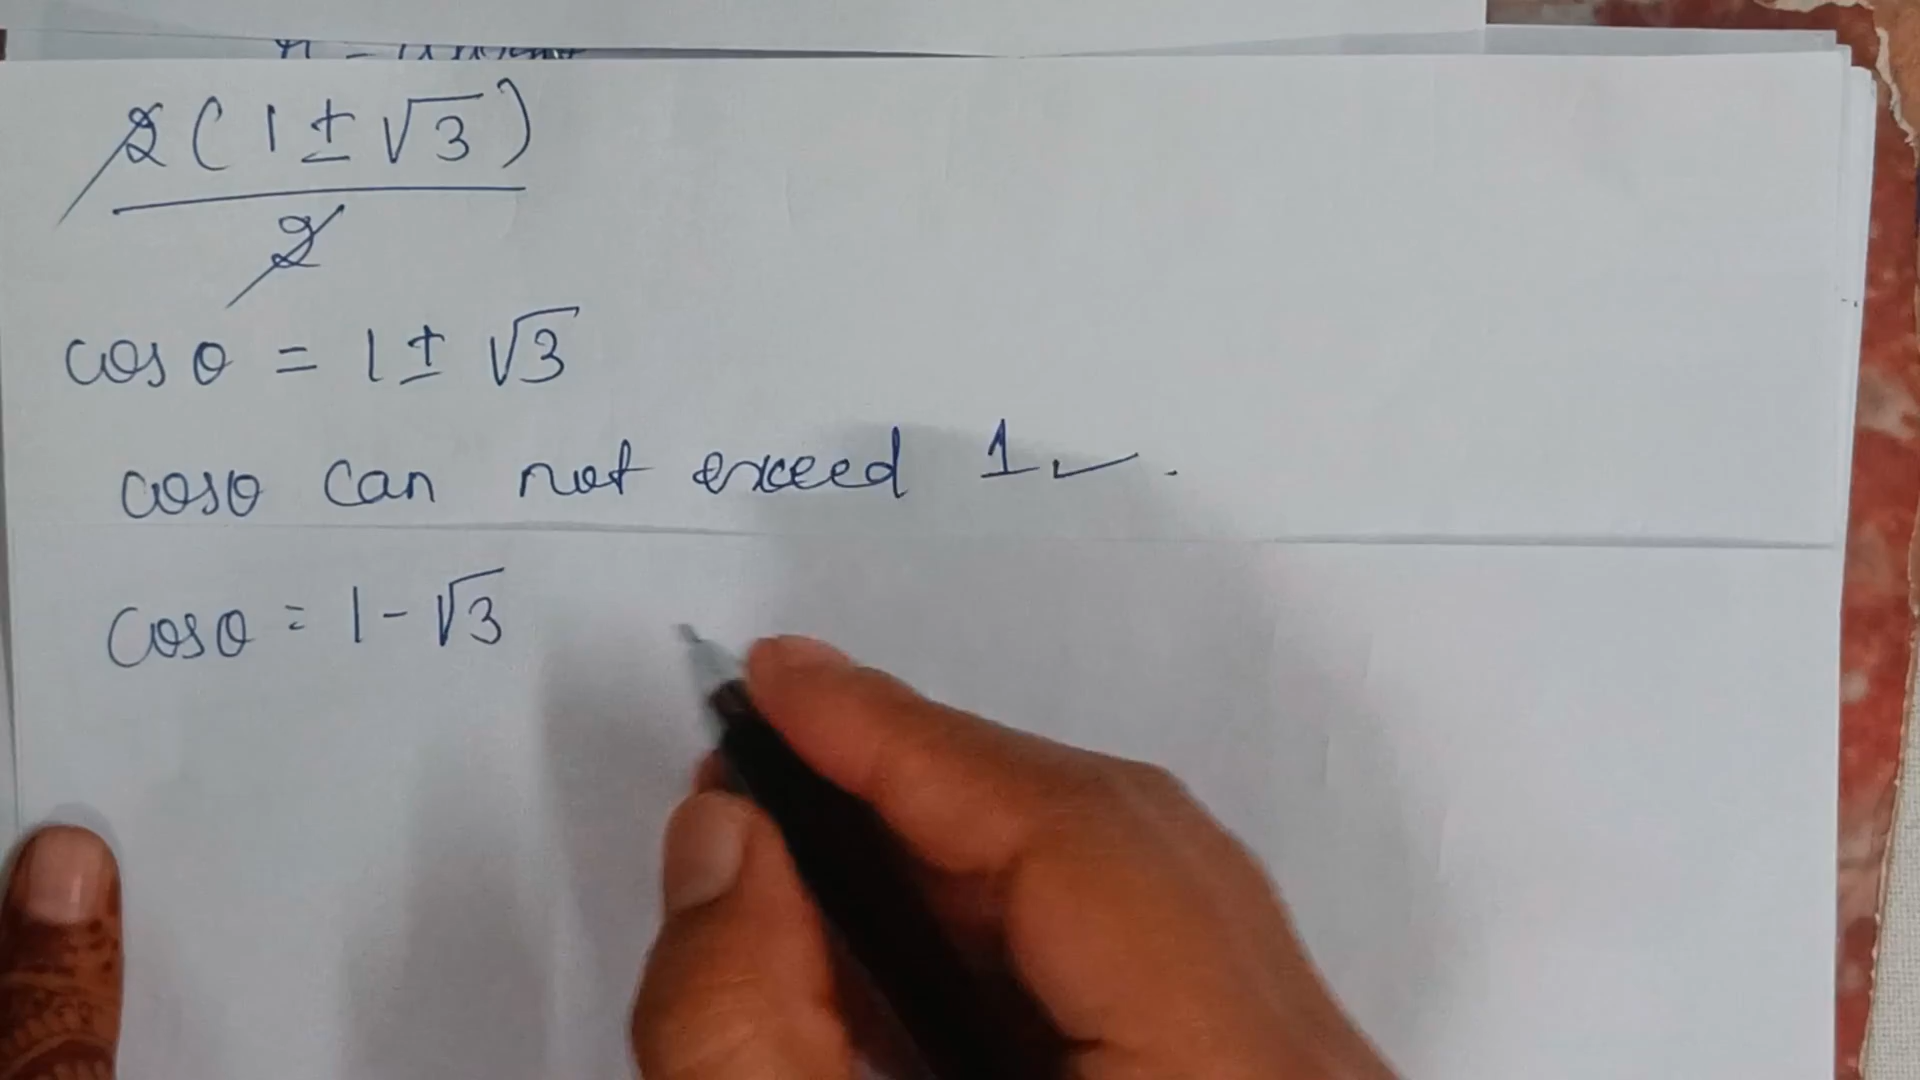 2(1±√3)
2
cosθ = 1 ± √3
cosθ can not exceed 1 ✓.
cosθ = 1-√3